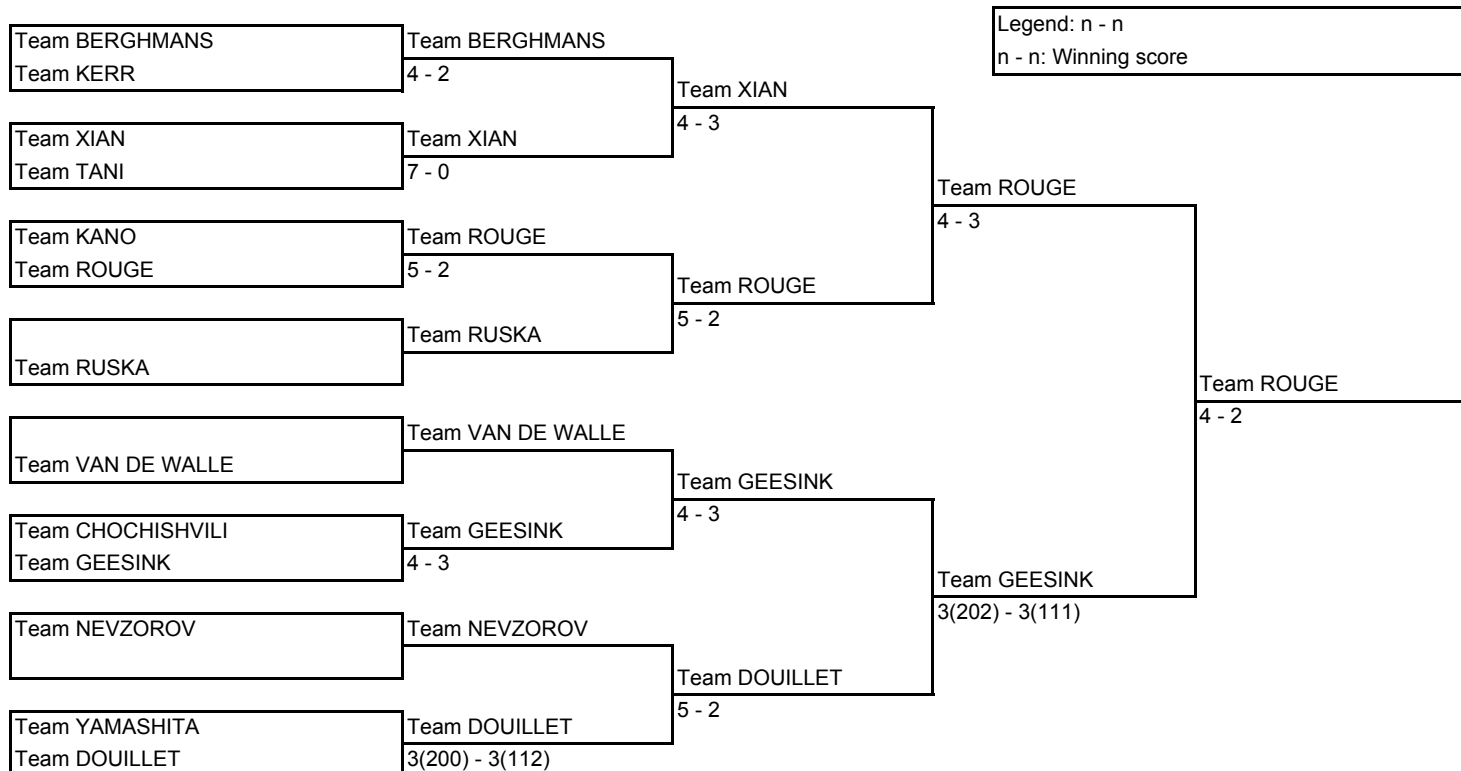 Legend: n - n
n - n: Winning score
Team BERGHMANS
Team KERR
Team XIAN
Team TANI
Team KANO
Team ROUGE
Team RUSKA
Team VAN DE WALLE
Team CHOCHISHVILI
Team GEESINK
Team NEVZOROV
Team YAMASHITA
Team DOUILLET
Team BERGHMANS
4 - 2
Team XIAN
7 - 0
Team ROUGE
5 - 2
Team RUSKA
Team VAN DE WALLE
Team GEESINK
4 - 3
Team NEVZOROV
Team DOUILLET
3(200) - 3(112)
Team XIAN
4 - 3
Team ROUGE
5 - 2
Team GEESINK
4 - 3
Team DOUILLET
5 - 2
Team ROUGE
4 - 3
Team GEESINK
3(202) - 3(111)
Team ROUGE
4 - 2